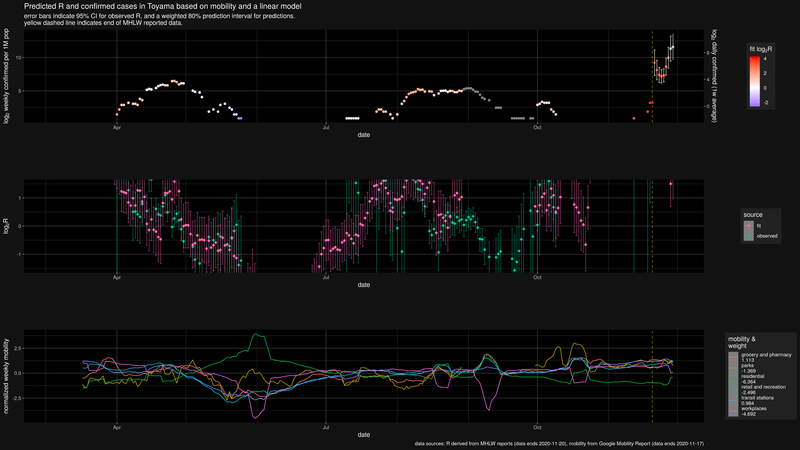 Predicted R and confirmed cases in Toyama based on mobility and a linear model
error bars indicate 95% CI for observed R, and a weighted 80% prediction interval for predictions.
yellow dashed line indicates end of MHLW reported data.
log₂ weekly confirmed per 1M pop
10
5
Apr
Jul
Oct
date
8
4
0
log₂ daily confirmed (1w average)
fit log₂R
4
2
0
-2
log₂R
1
0
-1
Apr
Jul
Oct
date
source
fit
observed
normalised weekly mobility
2.5
0.0
-2.5
Apr
Jul
Oct
date
mobility &
weight
grocery and pharmacy
1.113
parks
-1.369
residential
-6.364
retail and recreation
-2.496
transit stations
0.984
workplaces
-4.692
data sources: R derived from MHLW reports (data ends 2020-11-20), mobility from Google Mobility Report (data ends 2020-11-17)